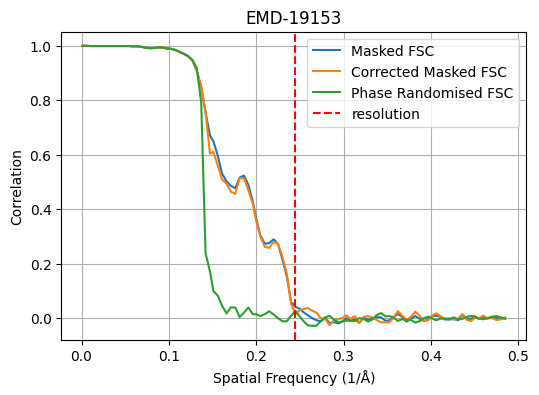 EMD-19153
Masked FSC
Corrected Masked FSC
Phase Randomised FSC
resolution
Correlation
1.0
0.8
0.6
0.4
0.2
0.0
0.0 0.1 0.2 0.3 0.4 0.5
Spatial Frequency (1/Å)